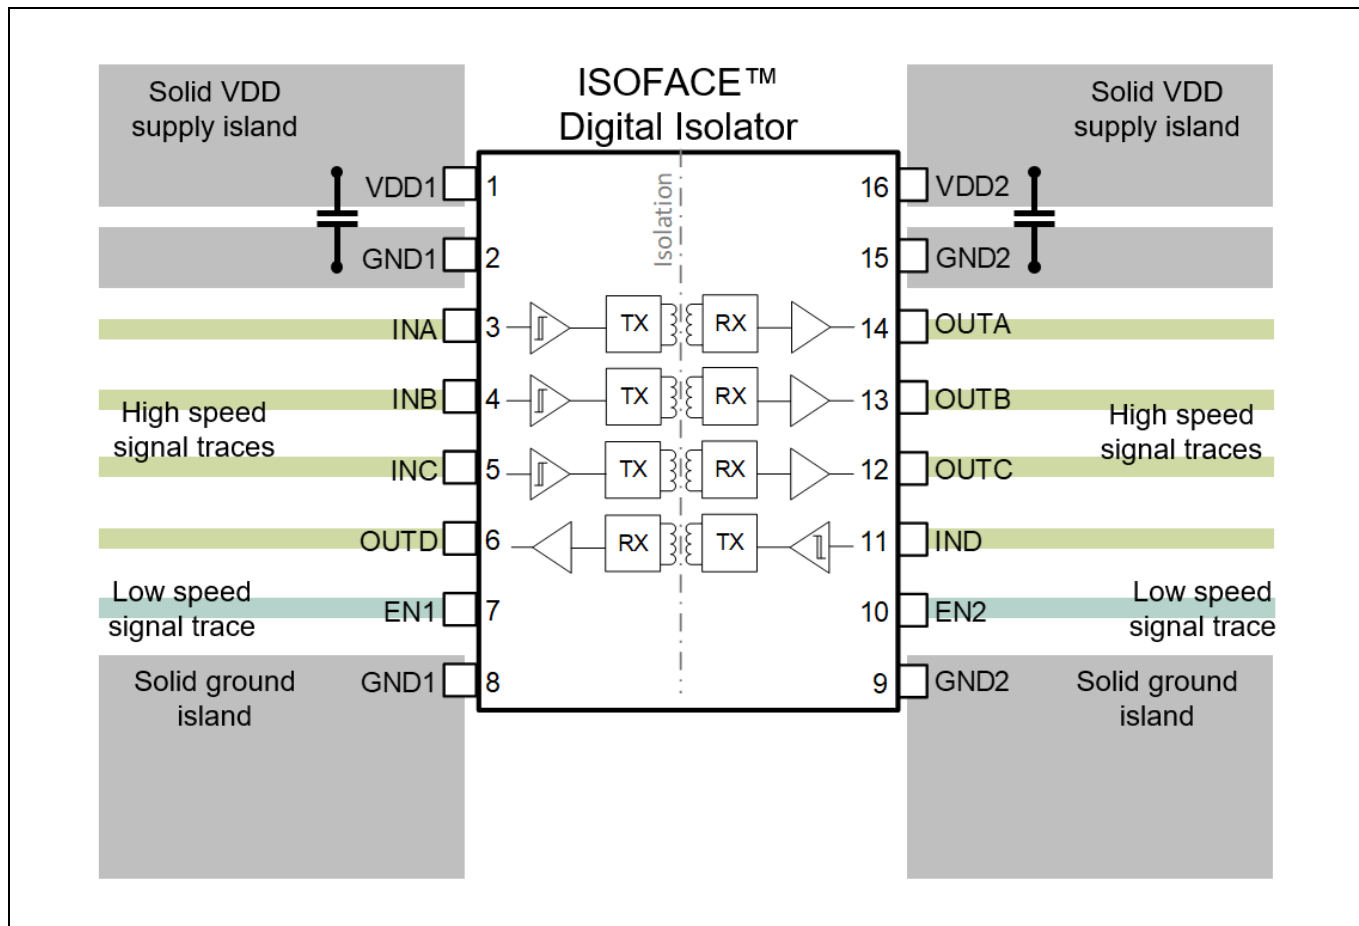 ISOFACE™
Digital Isolator
Solid VDD
supply island
Solid VDD
supply island
VDD1 1
Isolation
16 VDD2
GND1 2
15 GND2
INA 3 TX RX 14 OUTA
INB 4 TX RX 13 OUTB
High speed
signal traces
High speed
signal traces
INC 5 TX RX 12 OUTC
OUTD 6 RX TX 11 IND
Low speed
signal trace
EN1 7
10 EN2
Low speed
signal trace
GND1 8
9 GND2
Solid ground
island
Solid ground
island